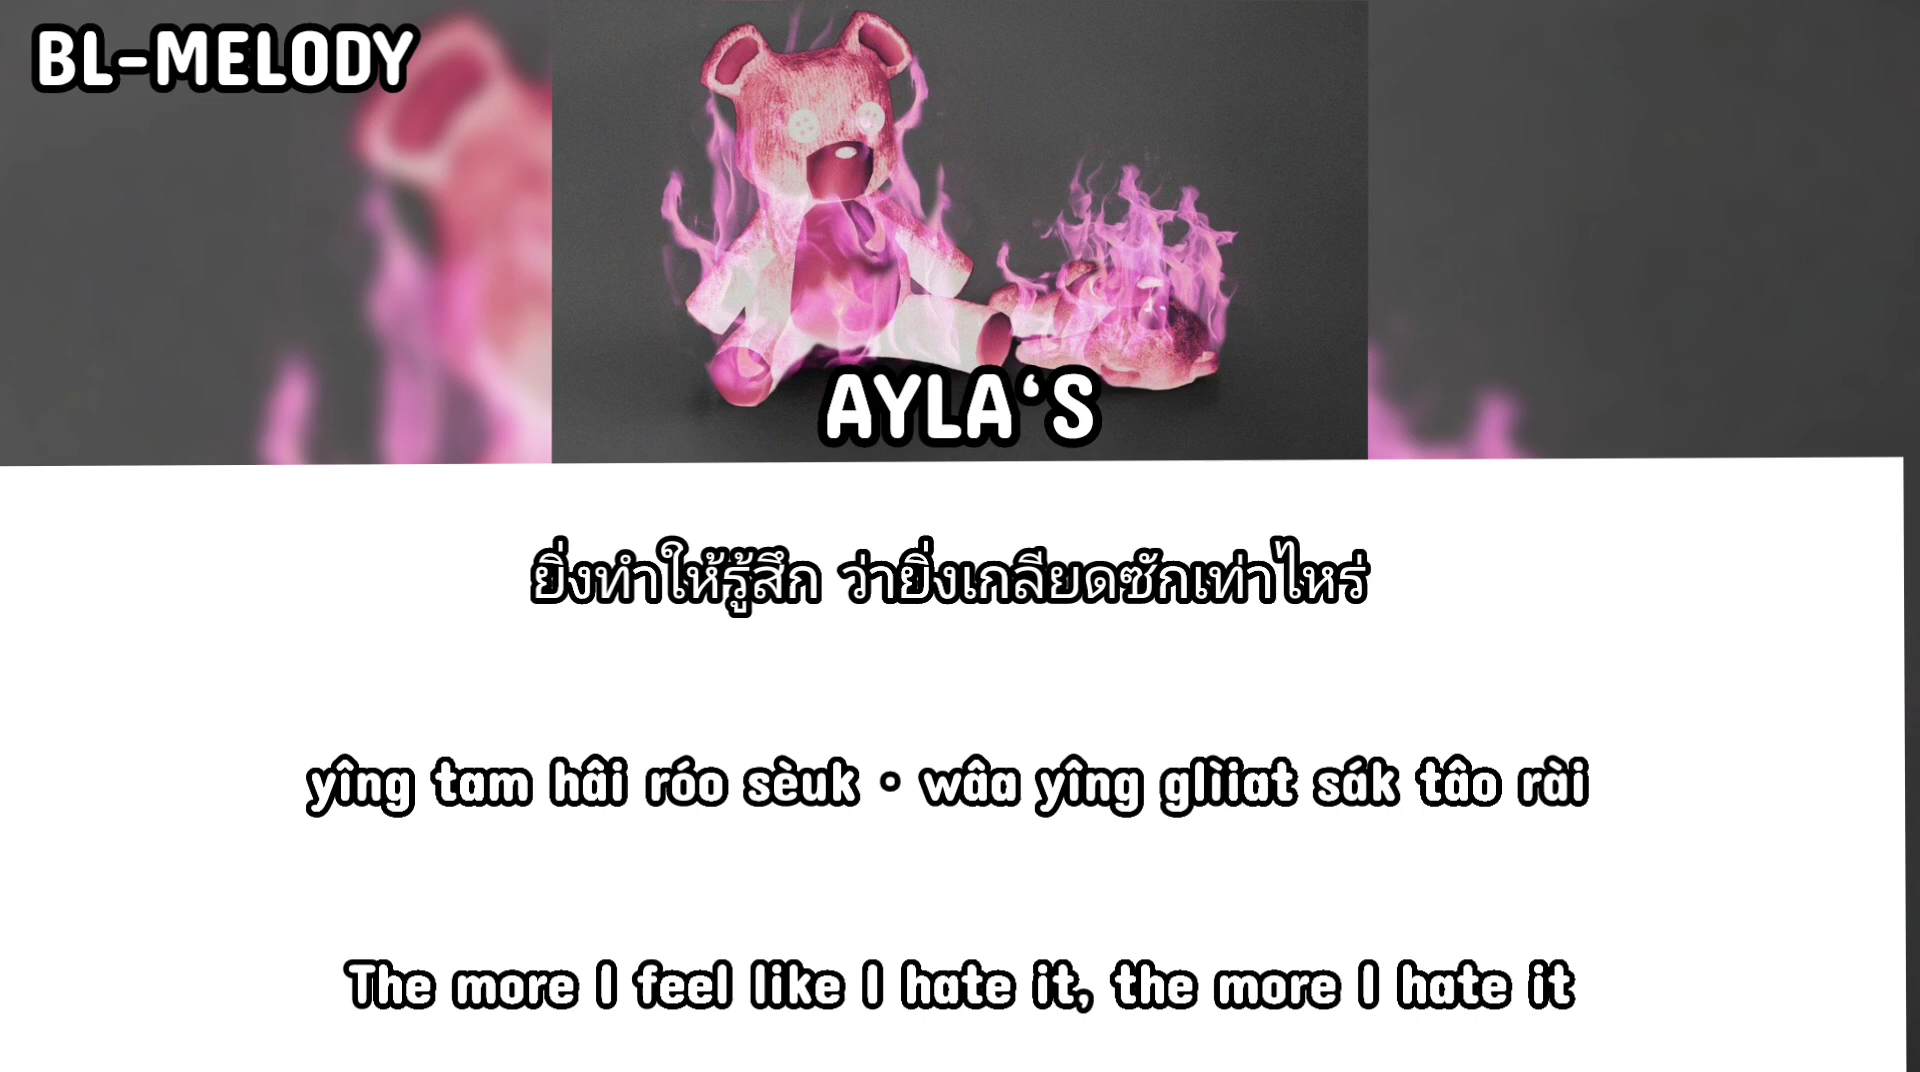 BL-MELODY
AYLA‘S
ยิ่งทำให้รู้สึก ว่ายิ่งเกลียดซักเท่าไหร่
yîng tam hâi róo sèuk • wâa yîng glìiat sák tâo rài
The more I feel like I hate it, the more I hate it